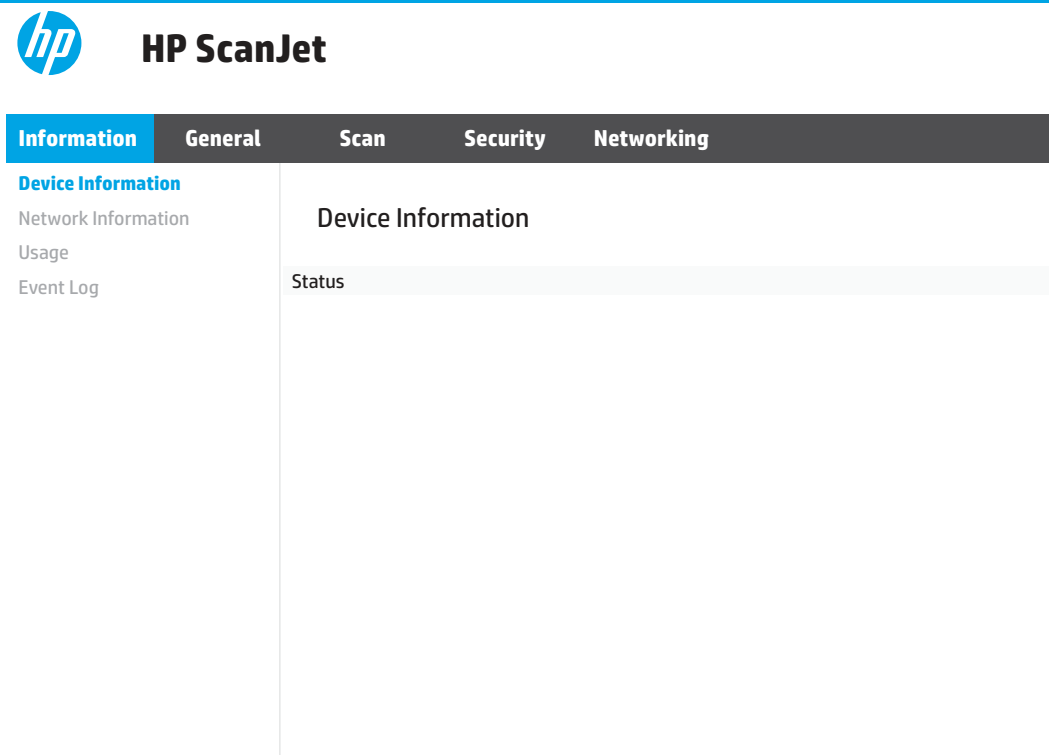 hp
HP ScanJet
Information General Scan Security Networking
Device Information
Network Information
Usage
Event Log
Device Information
Status